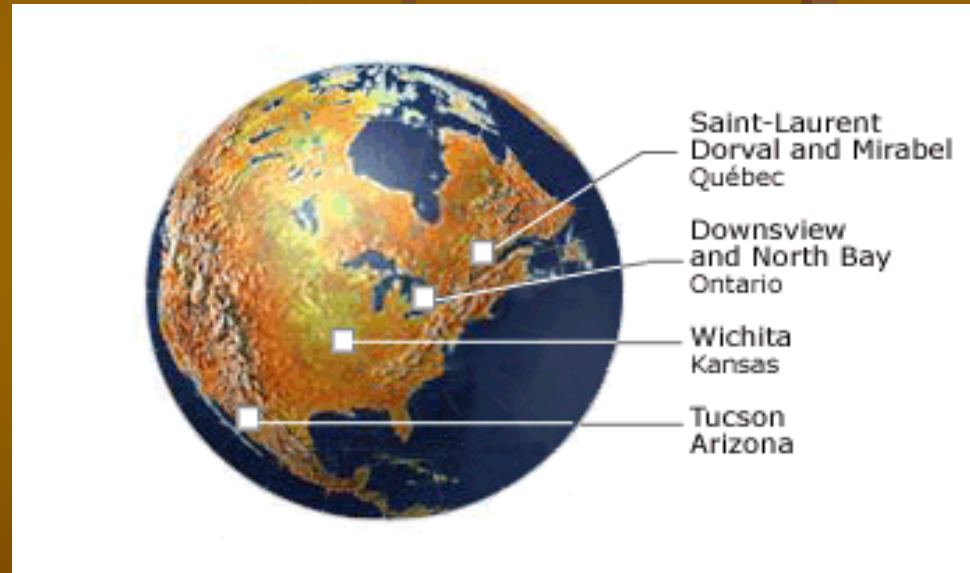 Saint-Laurent
Dorval and Mirabel
Québec
Downsview
and North Bay
Ontario
Wichita
Kansas
Tucson
Arizona